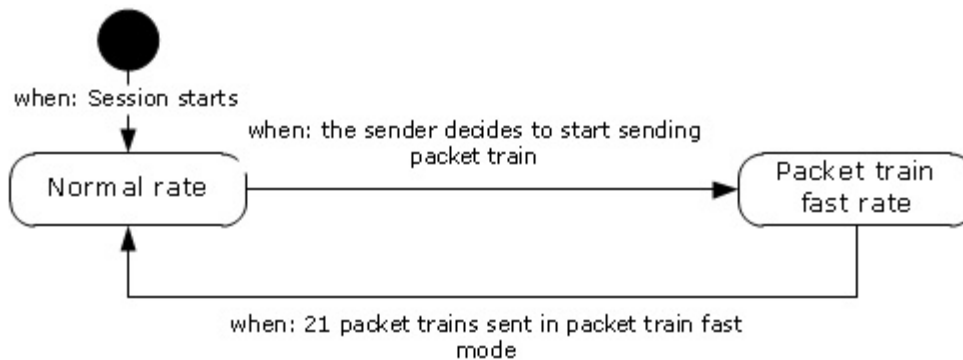 when: Session starts
when: the sender decides to start sending
packet train
Normal rate
Packet train
fast rate
when: 21 packet trains sent in packet train fast
mode